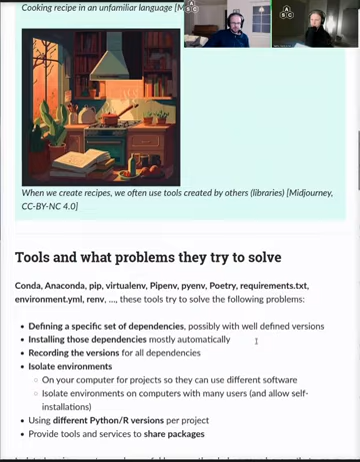 Cooking recipe in an unfamiliar language [M
When we create recipes, we often use tools created by others (libraries) [Midjourney,
CC-BY-NC 4.0]
Tools and what problems they try to solve
Conda, Anaconda, pip, virtualenv, Pipenv, pyenv, Poetry, requirements.txt,
environment.yml, renv, ..., these tools try to solve the following problems:
• Defining a specific set of dependencies, possibly with well defined versions
• Installing those dependencies mostly automatically
• Recording the versions for all dependencies
• Isolate environments
○ On your computer for projects so they can use different software
○ Isolate environments on computers with many users (and allow self-
installations)
• Using different Python/R versions per project
• Provide tools and services to share packages